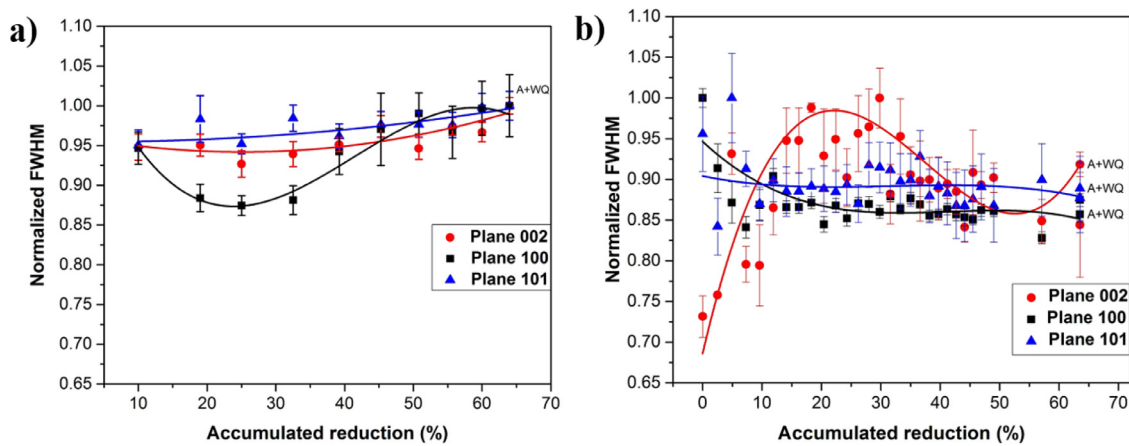 a)
Normalized FWHM
1.10
1.05
1.00
0.95
0.90
0.85
0.80
0.75
0.70
0.65
A+WQ
Plane 002
Plane 100
Plane 101
0 10 20 30 40 50 60 70
Accumulated reduction (%)
b)
Normalized FWHM
1.10
1.05
1.00
0.95
0.90
0.85
0.80
0.75
0.70
0.65
A+WQ
A+WQ
A+WQ
Plane 002
Plane 100
Plane 101
0 10 20 30 40 50 60 70
Accumulated reduction (%)